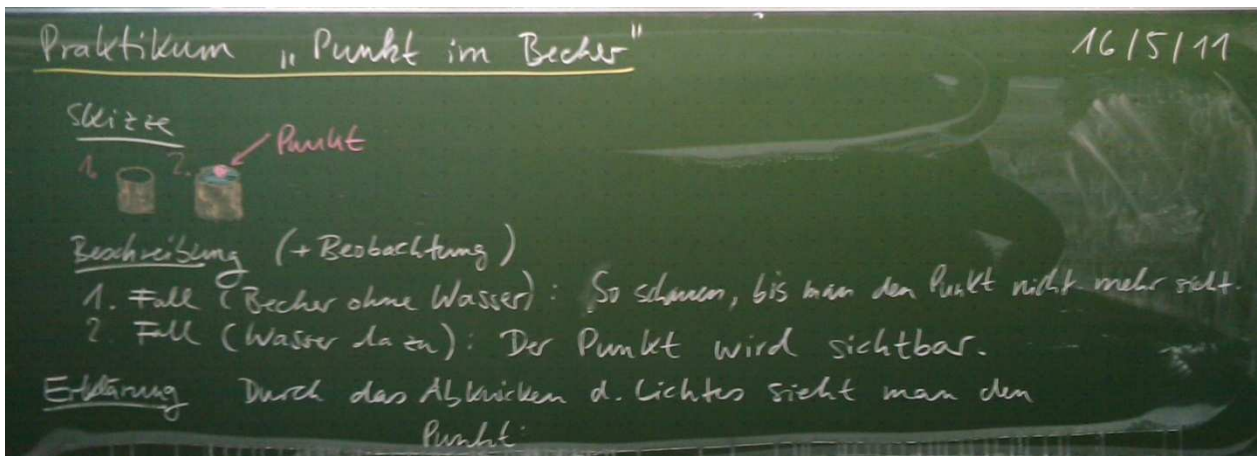 Praktikum „Punkt im Becher" 16/5/11
Skizze
Punkt
1. 2.
Beschreibung (+ Beobachtung)
1. Fall (Becher ohne Wasser): So schauen, bis man den Punkt nicht mehr sieht.
2. Fall (Wasser dazu): Der Punkt wird sichtbar.
Erklärung Durch das Abknicken d. Lichtes sieht man den
Punkt.